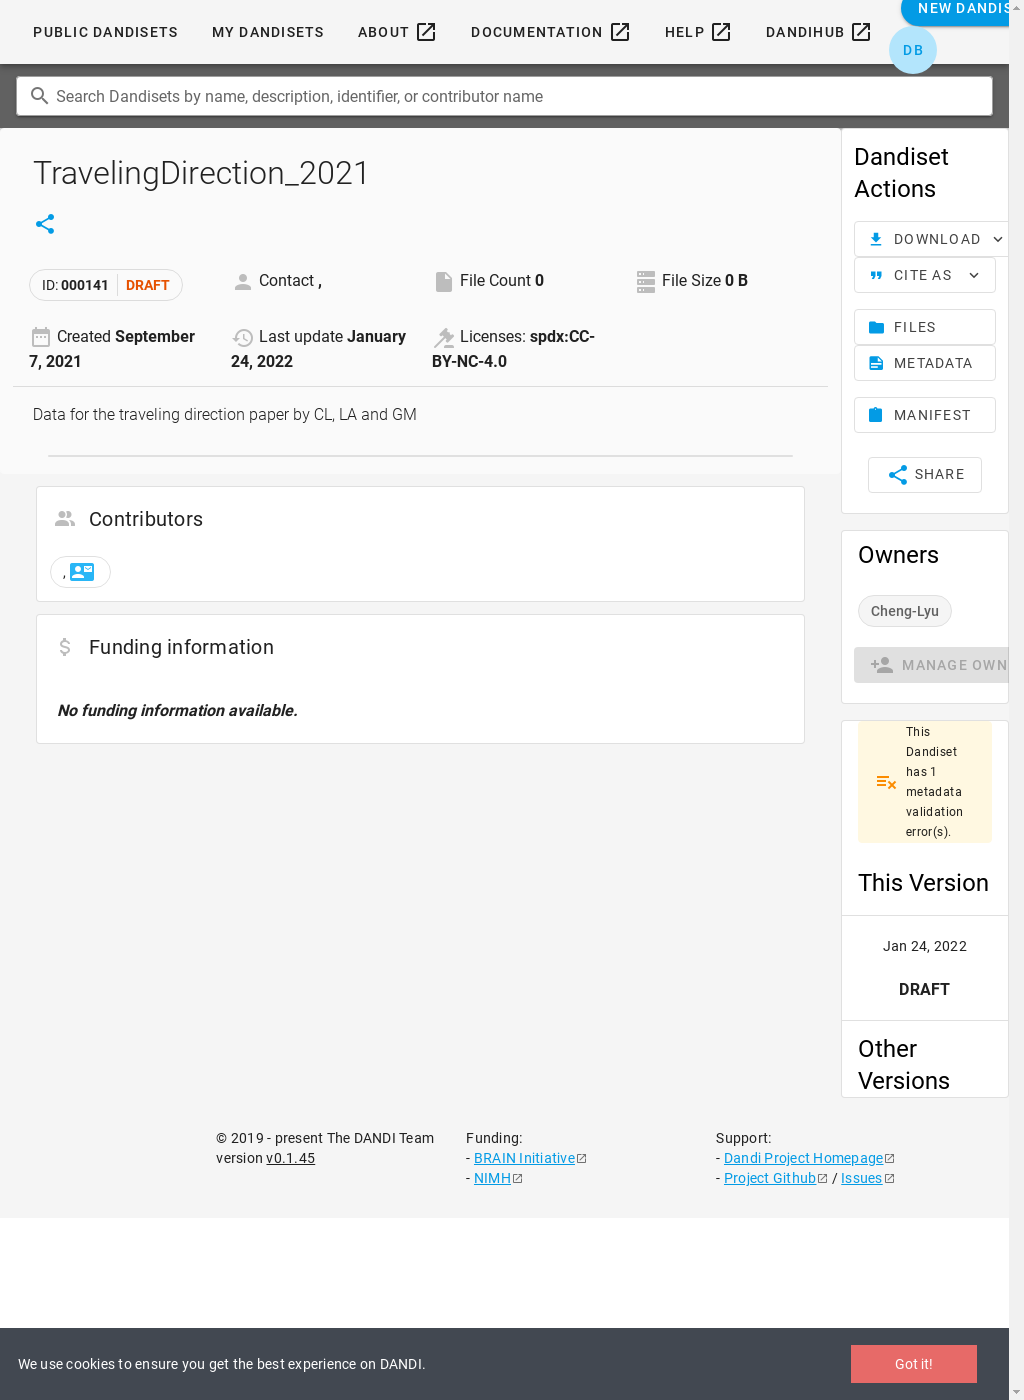 PUBLIC DANDISETS MY DANDISETS ABOUT DOCUMENTATION HELP DANDIHUB NEW DANDIS
DB
Search Dandisets by name, description, identifier, or contributor name
TravelingDirection_2021
ID: 000141 DRAFT
Contact ,
File Count 0
File Size 0 B
Created September
7, 2021
Last update January
24, 2022
Licenses: spdx:CC-
BY-NC-4.0
Data for the traveling direction paper by CL, LA and GM
Contributors
,
Funding information
No funding information available.
Dandiset
Actions
DOWNLOAD
CITE AS
FILES
METADATA
MANIFEST
SHARE
Owners
Cheng-Lyu
MANAGE OWN
This
Dandiset
has 1
metadata
validation
error(s).
This Version
Jan 24, 2022
DRAFT
Other
Versions
© 2019 - present The DANDI Team
version v0.1.45
Funding:
- BRAIN Initiative
- NIMH
Support:
- Dandi Project Homepage
- Project Github / Issues
We use cookies to ensure you get the best experience on DANDI.
Got it!